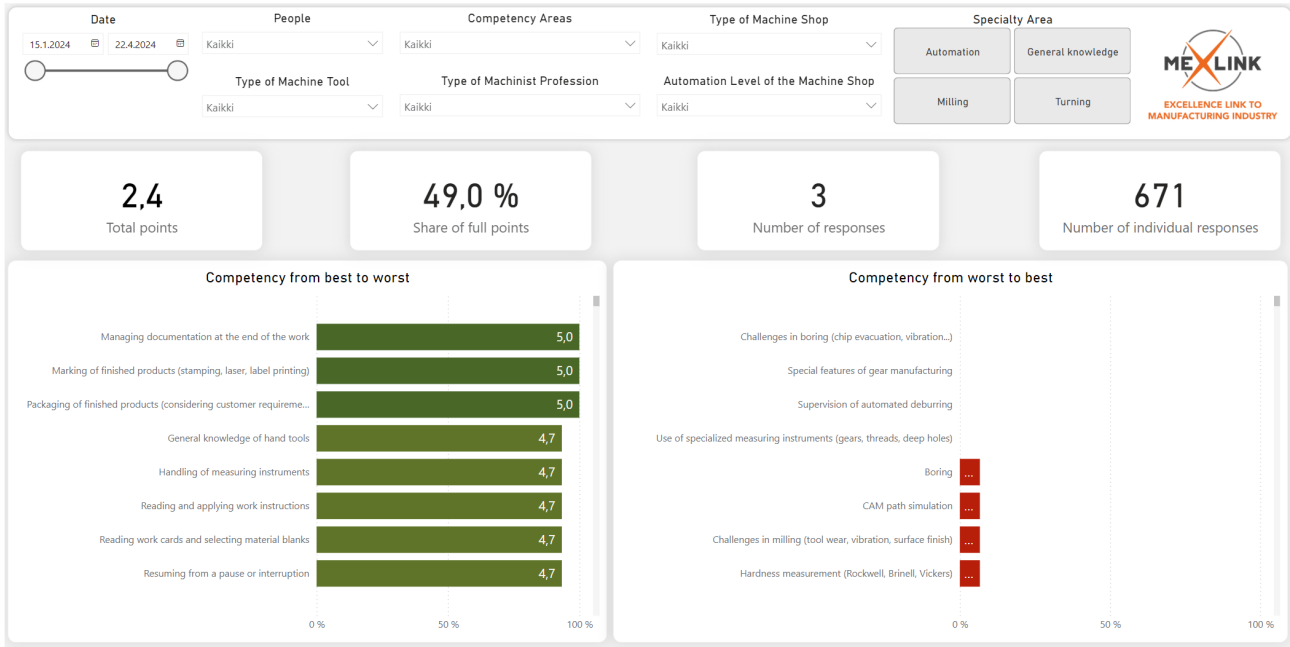 Date
People
Competency Areas
Type of Machine Shop
Specialty Area
15.1.2024
22.4.2024
Kaikki
Kaikki
Kaikki
Automation
General knowledge
MEXLINK
Type of Machine Tool
Type of Machinist Profession
Automation Level of the Machine Shop
Kaikki
Kaikki
Kaikki
Milling
Turning
EXCELLENCE LINK TO
MANUFACTURING INDUSTRY
2,4
Total points
49,0 %
Share of full points
3
Number of responses
671
Number of individual responses
Competency from best to worst
Managing documentation at the end of the work
5,0
Marking of finished products (stamping, laser, label printing)
5,0
Packaging of finished products (considering customer requireme...
5,0
General knowledge of hand tools
4,7
Handling of measuring instruments
4,7
Reading and applying work instructions
4,7
Reading work cards and selecting material blanks
4,7
Resuming from a pause or interruption
4,7
0 %
50 %
100 %
Competency from worst to best
Challenges in boring (chip evacuation, vibration...)
Special features of gear manufacturing
Supervision of automated deburring
Use of specialized measuring instruments (gears, threads, deep holes)
Boring
...
CAM path simulation
...
Challenges in milling (tool wear, vibration, surface finish)
...
Hardness measurement (Rockwell, Brinell, Vickers)
...
0 %
50 %
100 %